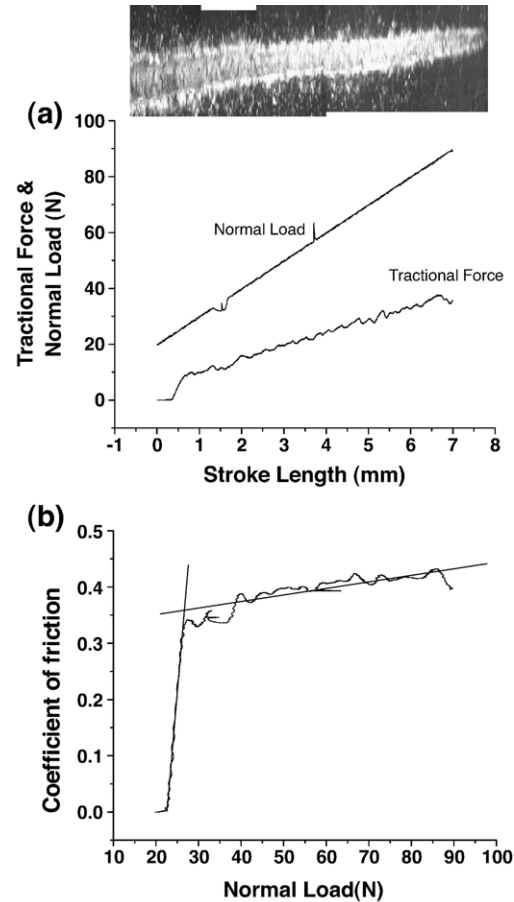 (a)
100
80
60
40
20
0
Tractional Force &
Normal Load (N)
Normal Load
Tractional Force
-1 0 1 2 3 4 5 6 7 8
Stroke Length (mm)
(b)
0.5
0.4
0.3
0.2
0.1
0.0
Coefficient of friction
10 20 30 40 50 60 70 80 90 100
Normal Load(N)